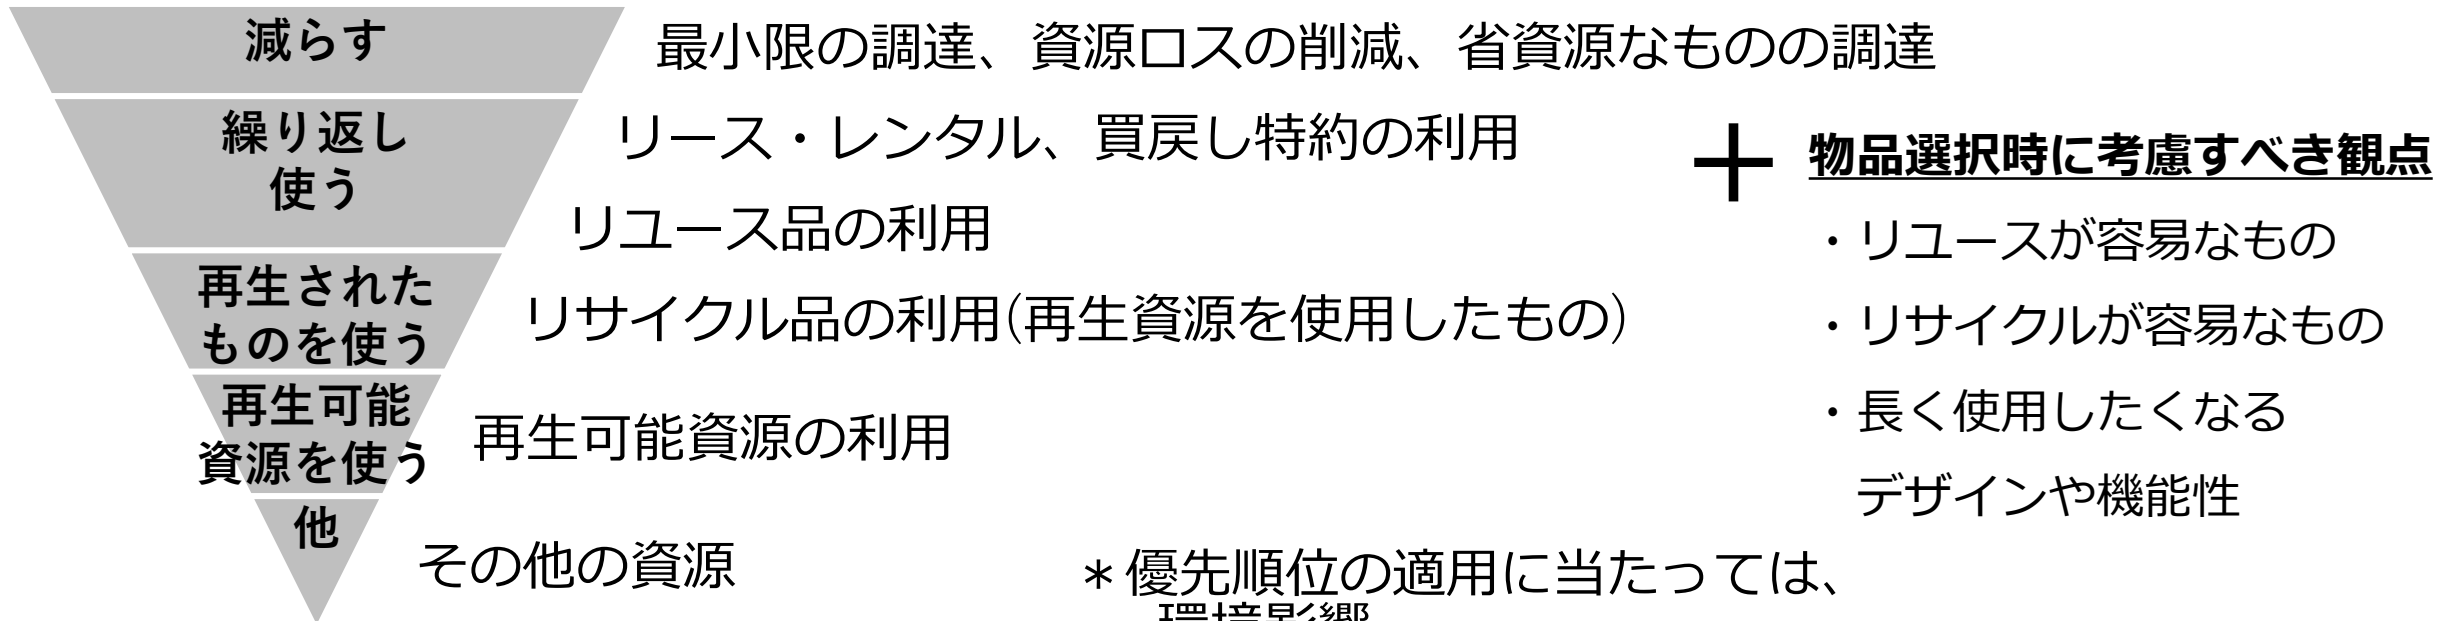 減らす
最小限の調達、資源ロスの削減、省資源なものの調達
繰り返し
使う
リース・レンタル、買戻し特約の利用
リユース品の利用
再生された
ものを使う
リサイクル品の利用(再生資源を使用したもの)
再生可能
資源を使う
再生可能資源の利用
他
その他の資源
＋
物品選択時に考慮すべき観点
・リユースが容易なもの
・リサイクルが容易なもの
・長く使用したくなる
デザインや機能性
＊優先順位の適用に当たっては、
環境影響